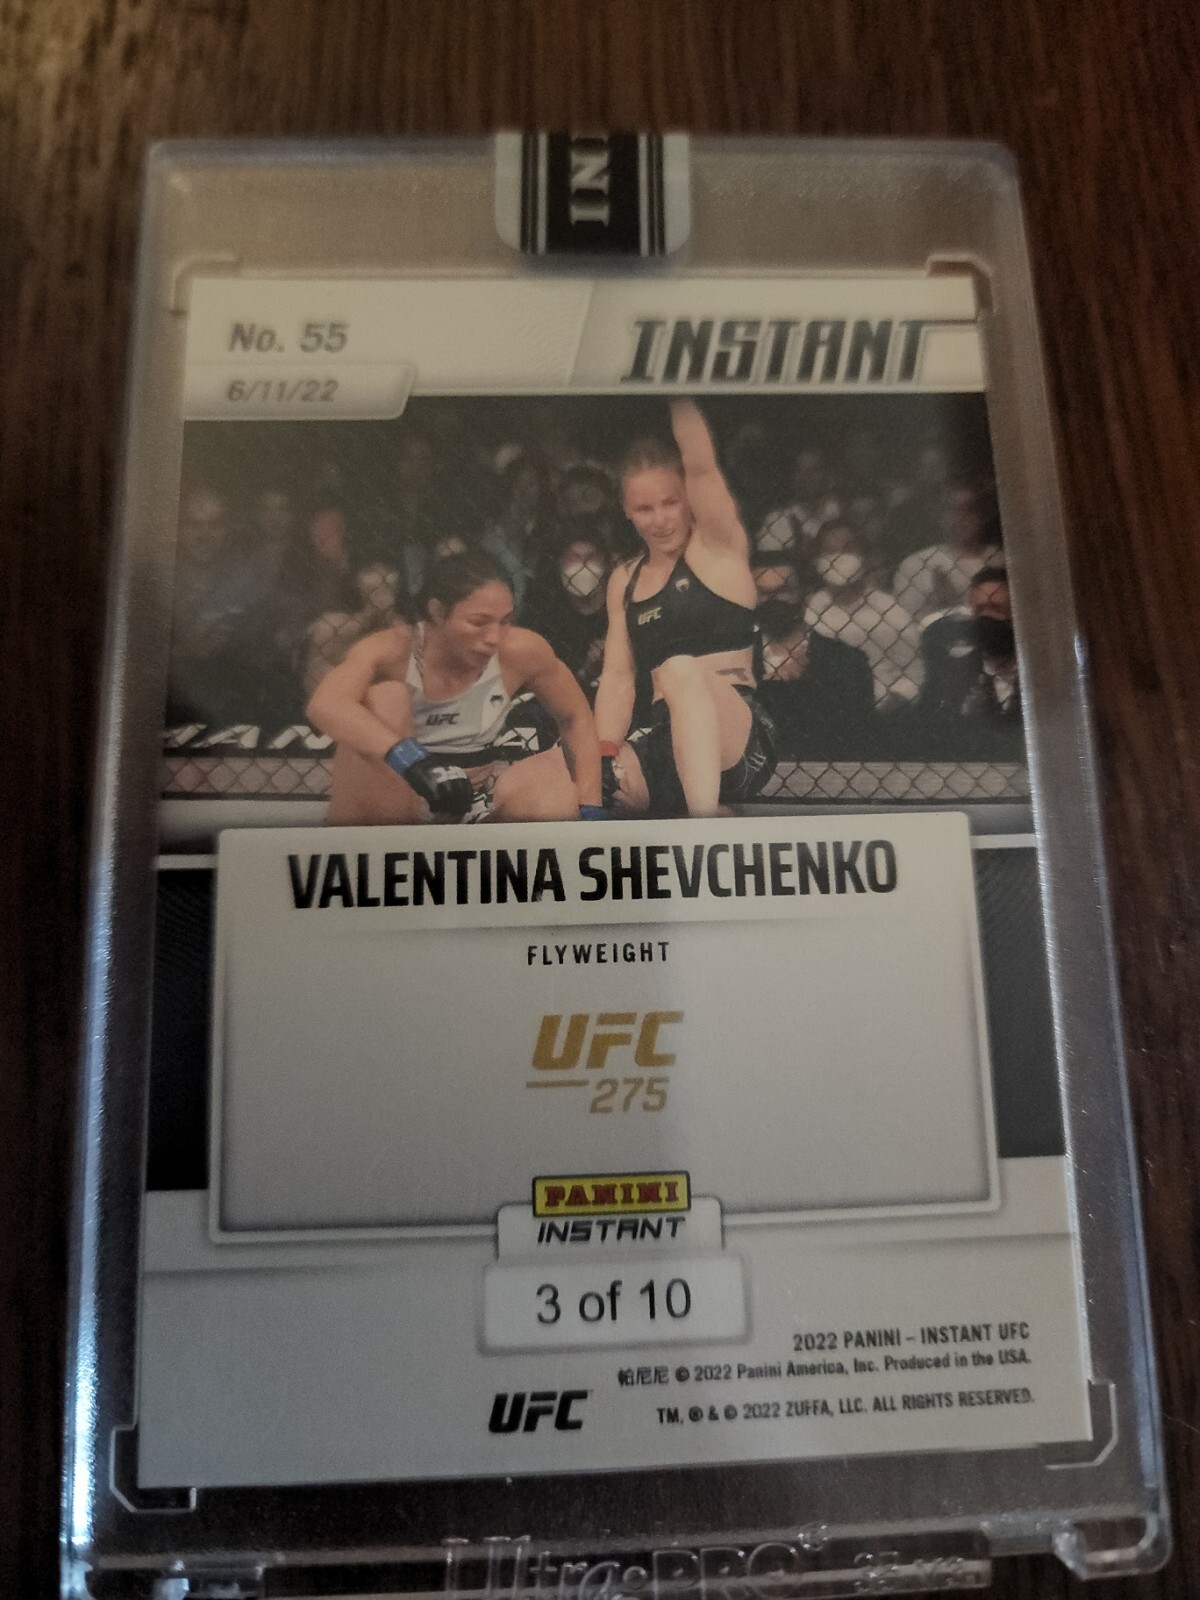 No. 55
INSTANT
6/11/22
UFC
UFC
VALENTINA SHEVCHENKO
FLYWEIGHT
UFC
275
PANINI
INSTANT
3 of 10
2022 PANINI – INSTANT UFC
帕尼尼 © 2022 Panini America, Inc. Produced in the USA.
UFC
TM, ® & © 2022 ZUFFA, LLC. ALL RIGHTS RESERVED.
Ultra•PRO®